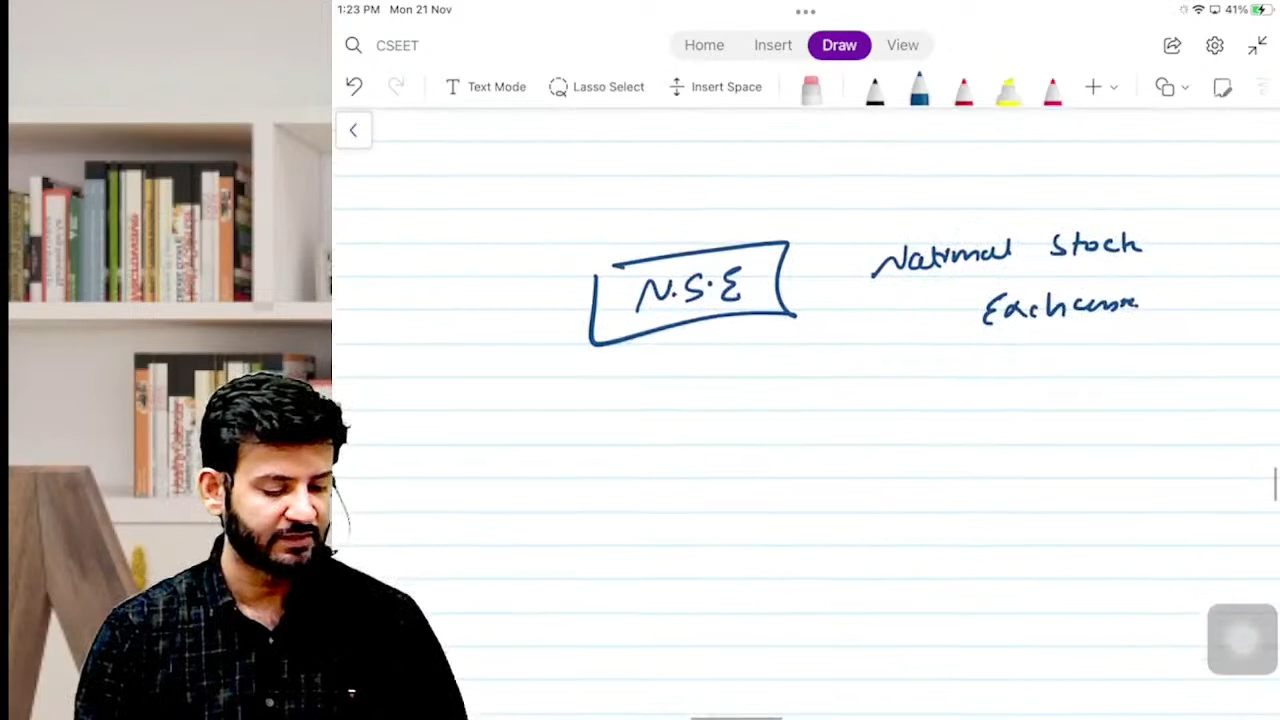 1:23 PM Mon 21 Nov
41%
CSEET
Home Insert Draw View
Text Mode Lasso Select Insert Space
N.S.E
National Stock